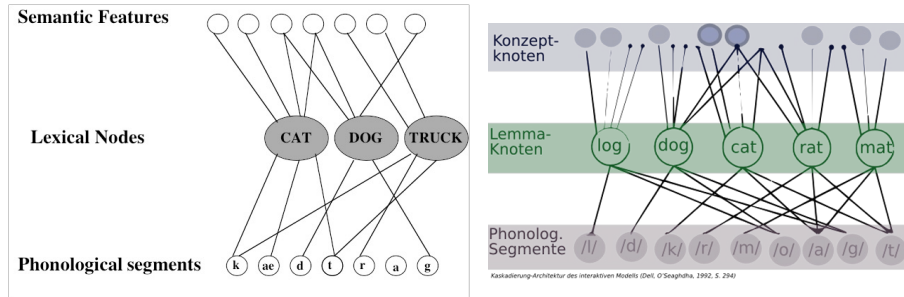 Semantic Features
Lexical Nodes
CAT DOG TRUCK
Phonological segments
k ae d t r a g
Konzept-
knoten
Lemma-
Knoten
log dog cat rat mat
Phonolog.
Segmente
/l/ /d/ /k/ /r/ /m/ /o/ /a/ /g/ /t/
Kaskadierung-Architektur des interaktiven Modells (Dell, O'Seaghdha, 1992, S. 294)